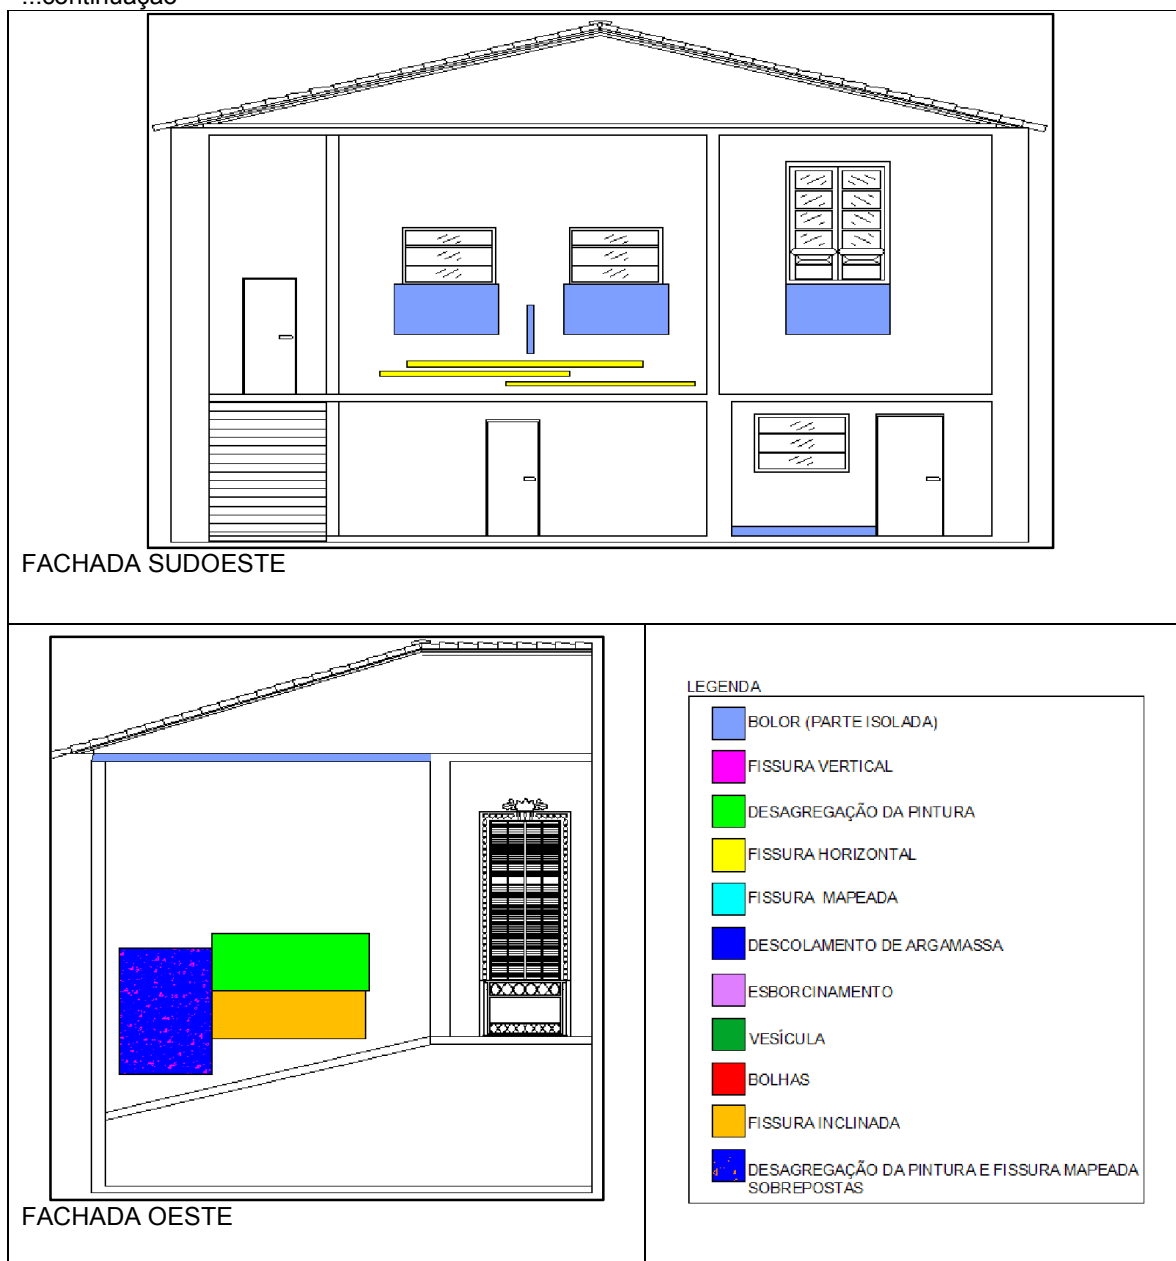 ...continuação
FACHADA SUDOESTE
FACHADA OESTE
LEGENDA
BOLOR (PARTE ISOLADA)
FISSURA VERTICAL
DESAGREGAÇÃO DA PINTURA
FISSURA HORIZONTAL
FISSURA MAPEADA
DESCOLAMENTO DE ARGAMASSA
ESBORCINAMENTO
VESÍCULA
BOLHAS
FISSURA INCLINADA
DESAGREGAÇÃO DA PINTURA E FISSURA MAPEADA
SOBREPOSTAS